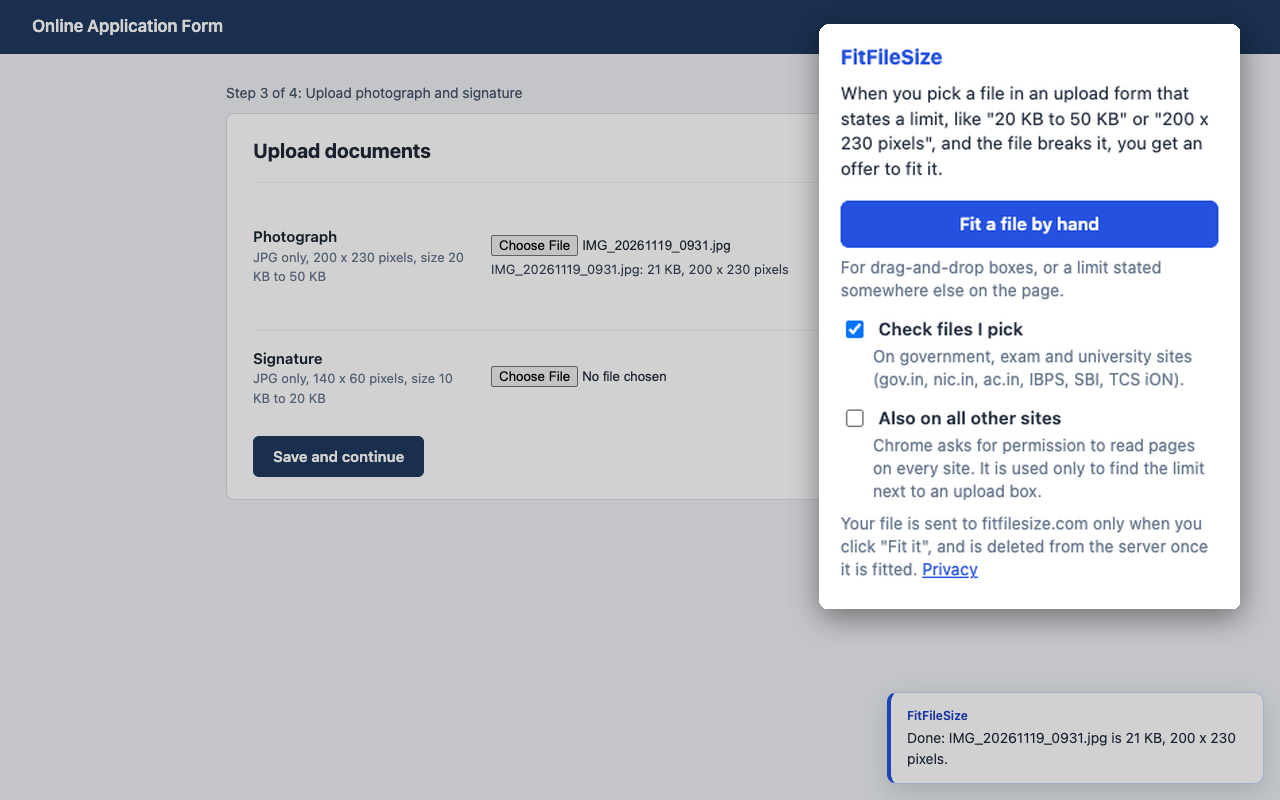 Online Application Form
Step 3 of 4: Upload photograph and signature
Upload documents
Photograph
JPG only, 200 x 230 pixels, size 20
KB to 50 KB
Choose File IMG_20261119_0931.jpg
IMG_20261119_0931.jpg: 21 KB, 200 x 230 pixels
Signature
JPG only, 140 x 60 pixels, size 10
KB to 20 KB
Choose File No file chosen
Save and continue
FitFileSize
When you pick a file in an upload form that
states a limit, like "20 KB to 50 KB" or "200 x
230 pixels", and the file breaks it, you get an
offer to fit it.
Fit a file by hand
For drag-and-drop boxes, or a limit stated
somewhere else on the page.
Check files I pick
On government, exam and university sites
(gov.in, nic.in, ac.in, IBPS, SBI, TCS iON).
Also on all other sites
Chrome asks for permission to read pages
on every site. It is used only to find the limit
next to an upload box.
Your file is sent to fitfilesize.com only when you
click "Fit it", and is deleted from the server once
it is fitted. Privacy
FitFileSize
Done: IMG_20261119_0931.jpg is 21 KB, 200 x 230
pixels.